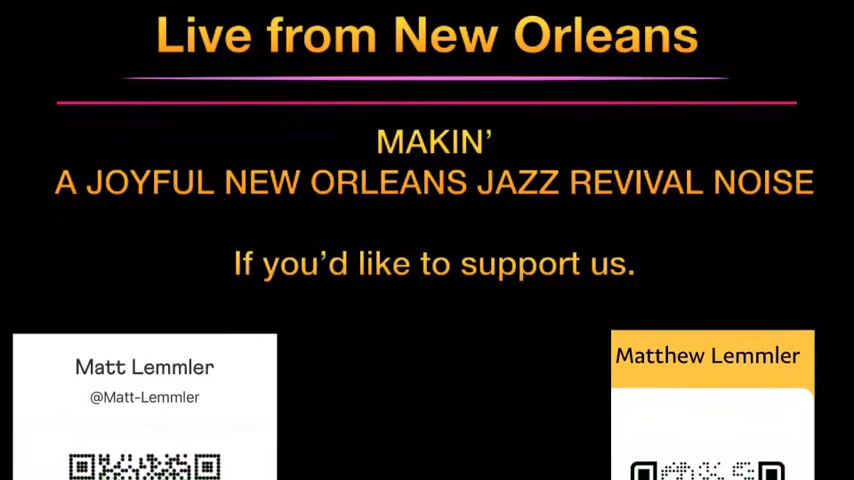 Live from New Orleans
MAKIN’
A JOYFUL NEW ORLEANS JAZZ REVIVAL NOISE
If you’d like to support us.
Matt Lemmler
@Matt-Lemmler
Matthew Lemmler